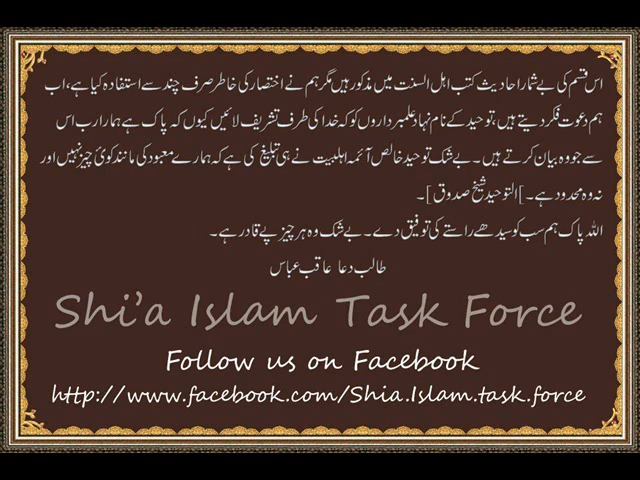 اس قسم کی بے شمار احادیث کتب اہل السنت میں مذکور ہیں مگر ہم نے اختصار کی خاطر صرف چند سے استفادہ کیا ہے، اب
ہم دعوت فکر دیتے ہیں، توحید کے نام نہاد علمبرداروں کو کہ خدا کی طرف تشریف لائیں کیوں کہ پاک ہے ہمارا رب اس
سے جو وہ بیان کرتے ہیں۔ بے شک توحید خالص آئمہ اہلبیت نے ہی تبلیغ کی ہے کہ ہمارے معبود کی مانند کوئ چیز نہیں اور
نہ وہ محدود ہے۔ ]التوحید شیخ صدوق[۔
اللہ پاک ہم سب کو سیدھے راستے کی توفیق دے۔ بے شک وہ ہر چیز پے قادر ہے۔
طالب دعا عاقب عباس
Shi'a Islam Task Force
Follow us on Facebook
http://www.facebook.com/Shia.Islam.task.force